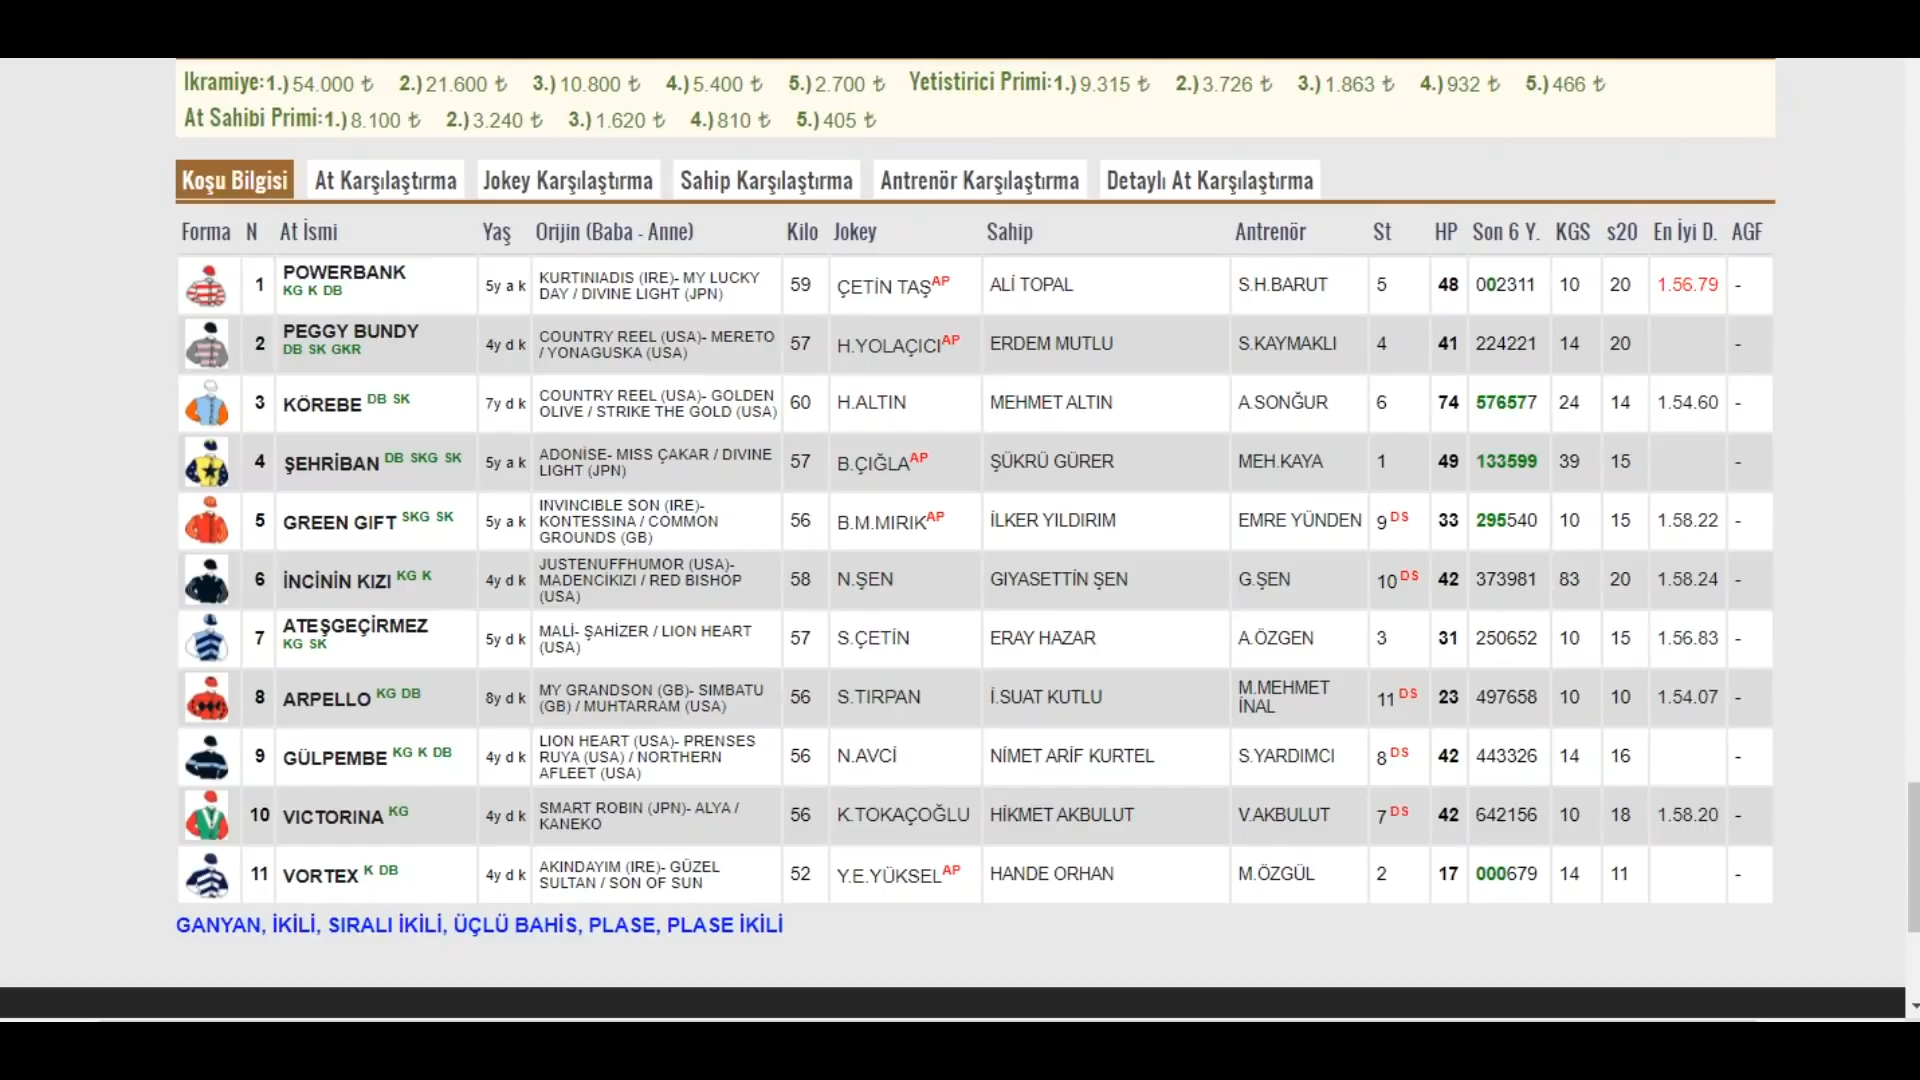 Ikramiye: 1.) 54.000 ₺ 2.) 21.600 ₺ 3.) 10.800 ₺ 4.) 5.400 ₺ 5.) 2.700 ₺ Yetistirici Primi: 1.) 9.315 ₺ 2.) 3.726 ₺ 3.) 1.863 ₺ 4.) 932 ₺ 5.) 466 ₺
At Sahibi Primi: 1.) 8.100 ₺ 2.) 3.240 ₺ 3.) 1.620 ₺ 4.) 810 ₺ 5.) 405 ₺
Koşu Bilgisi At Karşılaştırma Jokey Karşılaştırma Sahip Karşılaştırma Antrenör Karşılaştırma Detaylı At Karşılaştırma
Forma N At İsmi Yaş Orijin (Baba - Anne) Kilo Jokey Sahip Antrenör St HP Son 6 Y. KGS s20 En İyi D. AGF
1 POWERBANK KG K DB 5y a k KURTINIADIS (IRE)- MY LUCKY DAY / DIVINE LIGHT (JPN) 59 ÇETİN TAŞ AP ALİ TOPAL S.H.BARUT 5 48 002311 10 20 1.56.79 -
2 PEGGY BUNDY DB SK GKR 4y d k COUNTRY REEL (USA)- MERETO / YONAGUSKA (USA) 57 H.YOLAÇICI AP ERDEM MUTLU S.KAYMAKLI 4 41 224221 14 20 -
3 KÖREBE DB SK 7y d k COUNTRY REEL (USA)- GOLDEN OLIVE / STRIKE THE GOLD (USA) 60 H.ALTIN MEHMET ALTIN A.SONĞUR 6 74 576577 24 14 1.54.60 -
4 ŞEHRİBAN DB SKG SK 5y a k ADONİSE- MISS ÇAKAR / DIVINE LIGHT (JPN) 57 B.ÇIĞLA AP ŞÜKRÜ GÜRER MEH.KAYA 1 49 133599 39 15 -
5 GREEN GIFT SKG SK 5y a k INVINCIBLE SON (IRE)- KONTESSINA / COMMON GROUNDS (GB) 56 B.M.MIRIK AP İLKER YILDIRIM EMRE YÜNDEN 9 DS 33 295540 10 15 1.58.22 -
6 İNCİNİN KIZI KG K 4y d k JUSTENUFFHUMOR (USA)- MADENCİKIZI / RED BISHOP (USA) 58 N.ŞEN GIYASETTİN ŞEN G.ŞEN 10 DS 42 373981 83 20 1.58.24 -
7 ATEŞGEÇİRMEZ KG SK 5y d k MALİ- ŞAHİZER / LION HEART (USA) 57 S.ÇETİN ERAY HAZAR A.ÖZGEN 3 31 250652 10 15 1.56.83 -
8 ARPELLO KG DB 8y d k MY GRANDSON (GB)- SIMBATU (GB) / MUHTARRAM (USA) 56 S.TIRPAN İ.SUAT KUTLU M.MEHMET İNAL 11 DS 23 497658 10 10 1.54.07 -
9 GÜLPEMBE KG K DB 4y d k LION HEART (USA)- PRENSES RUYA (USA) / NORTHERN AFLEET (USA) 56 N.AVCİ NİMET ARİF KURTEL S.YARDIMCI 8 DS 42 443326 14 16 -
10 VICTORINA KG 4y d k SMART ROBIN (JPN)- ALYA / KANEKO 56 K.TOKAÇOĞLU HİKMET AKBULUT V.AKBULUT 7 DS 42 642156 10 18 1.58.20 -
11 VORTEX K DB 4y d k AKINDAYIM (IRE)- GÜZEL SULTAN / SON OF SUN 52 Y.E.YÜKSEL AP HANDE ORHAN M.ÖZGÜL 2 17 000679 14 11 -
GANYAN, İKİLİ, SIRALI İKİLİ, ÜÇLÜ BAHİS, PLASE, PLASE İKİLİ